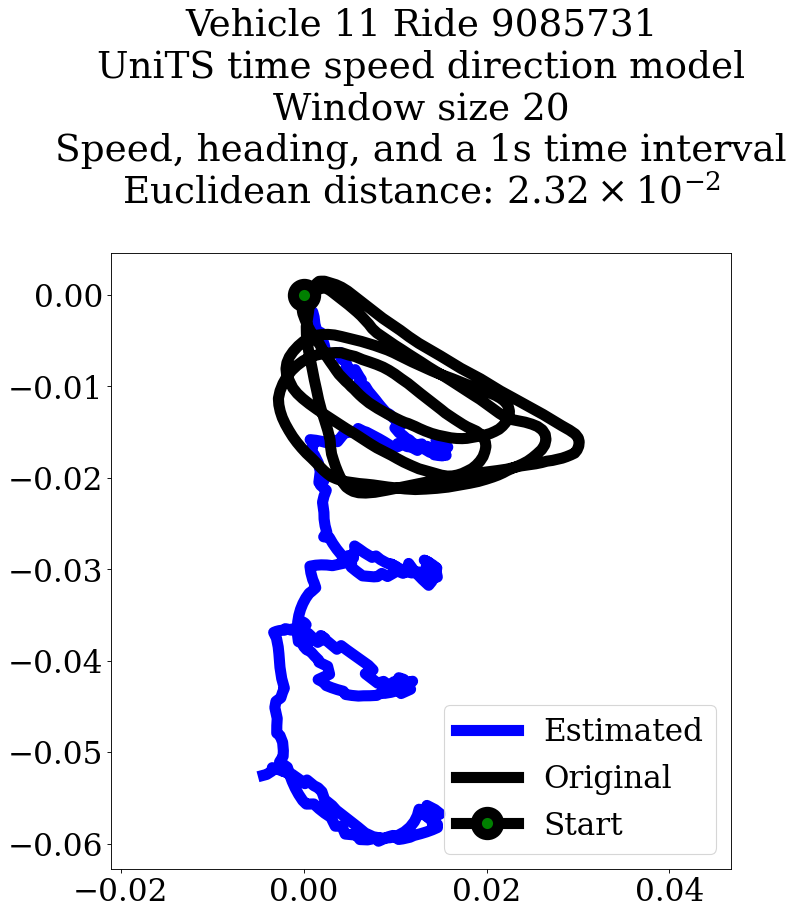 Vehicle 11 Ride 9085731
UniTS time speed direction model
Window size 20
Speed, heading, and a 1s time interval
Euclidean distance: 2.32 × 10⁻²
0.00
−0.01
−0.02
−0.03
−0.04
−0.05
−0.06
Estimated
Original
Start
−0.02
0.00
0.02
0.04